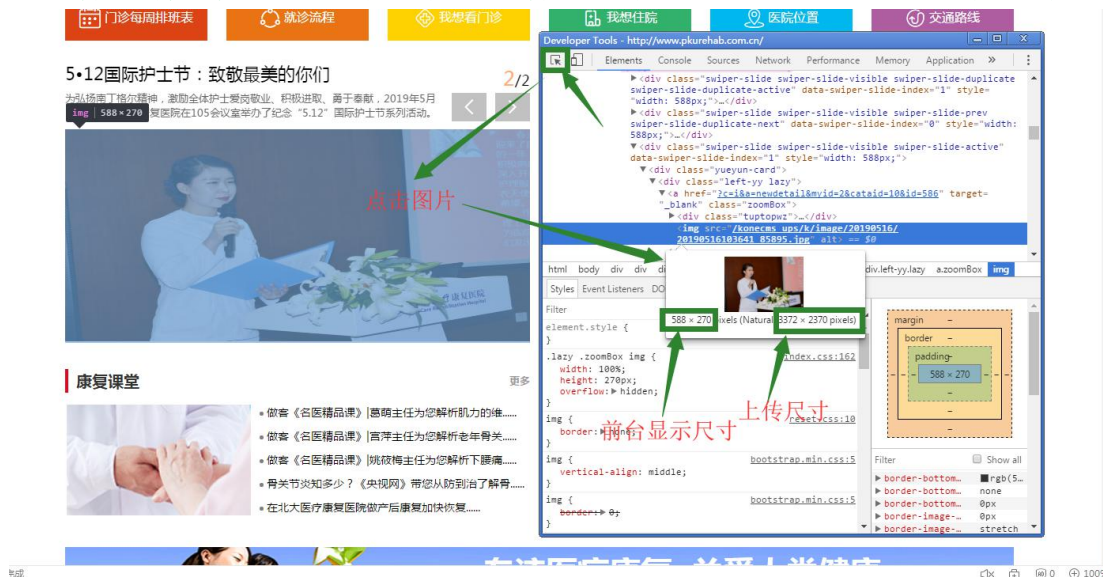 门诊每周排班表
就诊流程
我想看门诊
我想住院
医院位置
交通路线
5•12国际护士节：致敬最美的你们
2/2
为弘扬南丁格尔精神，激励全体护士爱岗敬业、积极进取、勇于奉献，2019年5月
复医院在105会议室举办了纪念“5.12”国际护士节系列活动。
img 588×270
点击图片
康复课堂
更多
做客《名医精品课》|葛萌主任为您解析肌力的维......
做客《名医精品课》|宫萍主任为您解析老年骨关......
做客《名医精品课》|姚筱梅主任为您解析下腰痛......
骨关节炎知多少？《央视网》带您从防到治了解骨......
在北大医疗康复医院做产后康复加快恢复......
Developer Tools - http://www.pkurehab.com.cn/
Elements Console Sources Network Performance Memory Application »
<div class="swiper-slide swiper-slide-visible swiper-slide-duplicate
swiper-slide-duplicate-active" data-swiper-slide-index="1" style=
"width: 588px;">…</div>
<div class="swiper-slide swiper-slide-visible swiper-slide-prev
swiper-slide-duplicate-next" data-swiper-slide-index="0" style="width:
588px;">…</div>
<div class="swiper-slide swiper-slide-visible swiper-slide-active"
data-swiper-slide-index="1" style="width: 588px;">
<div class="yueyun-card">
<div class="left-yy lazy">
<a href="?c=i&a=newdetail&myid=2&cataid=10&id=586" target=
"_blank" class="zoomBox">
<div class="tuptopwz">…</div>
<img src="/konecms_ups/k/image/20190516/
20190516103641_85895.jpg" alt> == $0
html body div div
div.left-yy.lazy a.zoomBox img
Styles Event Listeners DO
588 × 270 pixels (Natural: 3372 × 2370 pixels)
Filter
element.style {
}
.lazy .zoomBox img {
index.css:162
width: 100%;
height: 270px;
overflow: hidden;
}
img {
reset.css:10
border: none;
}
img {
bootstrap.min.css:5
vertical-align: middle;
}
img {
bootstrap.min.css:5
border: 0;
}
前台显示尺寸
上传尺寸
margin –
border –
padding-
588 × 270
Filter
Show all
border-bottom…
rgb(5…
border-bottom…
none
border-bottom…
0px
border-image-…
0px
border-image-…
stretch
完成
0